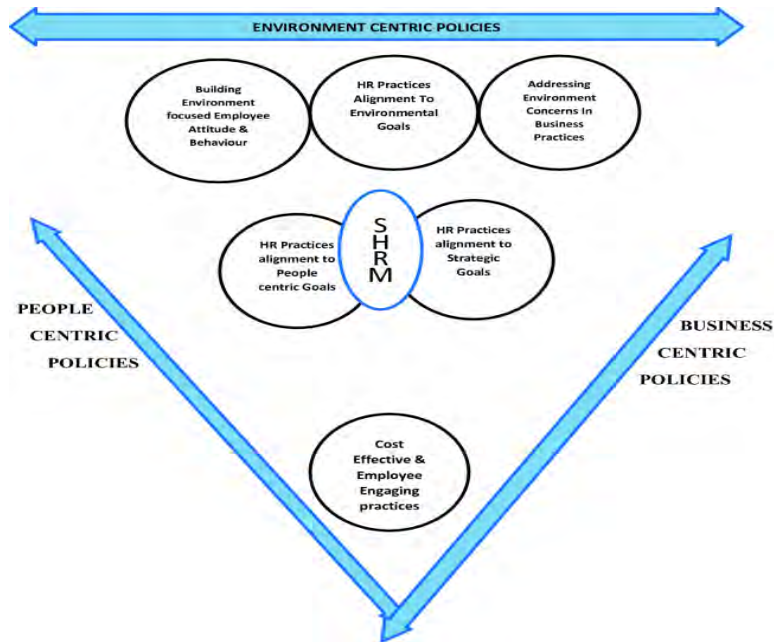 ENVIRONMENT CENTRIC POLICIES
Building
Environment
focused Employee
Attitude &
Behaviour
HR Practices
Alignment To
Environmental
Goals
Addressing
Environment
Concerns In
Business
Practices
HR Practices
alignment to
People
centric Goals
S
H
R
M
HR Practices
alignment to
Strategic
Goals
PEOPLE
CENTRIC
POLICIES
BUSINESS
CENTRIC
POLICIES
Cost
Effective &
Employee
Engaging
practices